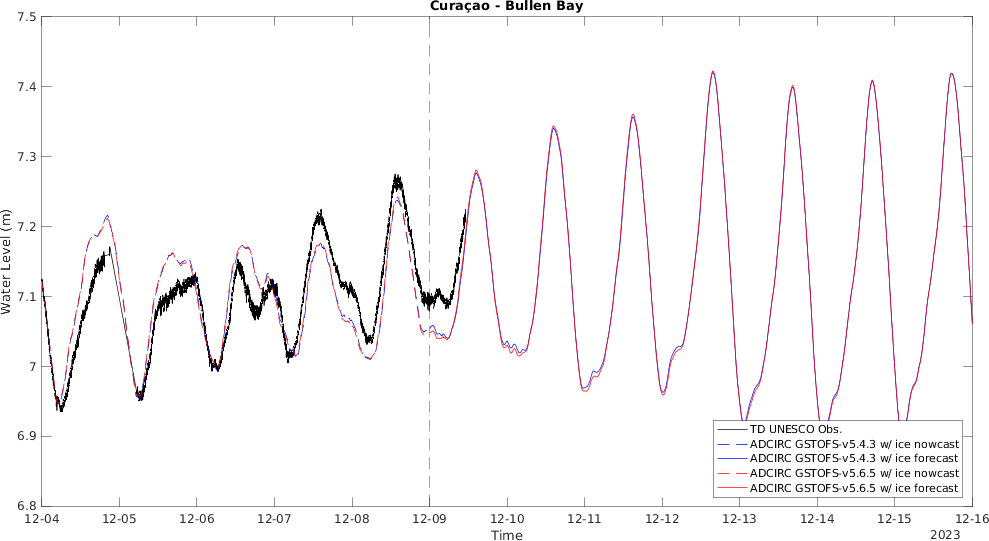 Curaçao - Bullen Bay
7.5
7.4
7.3
7.2
7.1
7
6.9
6.8
Water Level (m)
TD UNESCO Obs.
ADCIRC GSTOFS-v5.4.3 w/ ice nowcast
ADCIRC GSTOFS-v5.4.3 w/ ice forecast
ADCIRC GSTOFS-v5.6.5 w/ ice nowcast
ADCIRC GSTOFS-v5.6.5 w/ ice forecast
12-04 12-05 12-06 12-07 12-08 12-09 12-10 12-11 12-12 12-13 12-14 12-15 12-16
Time
2023